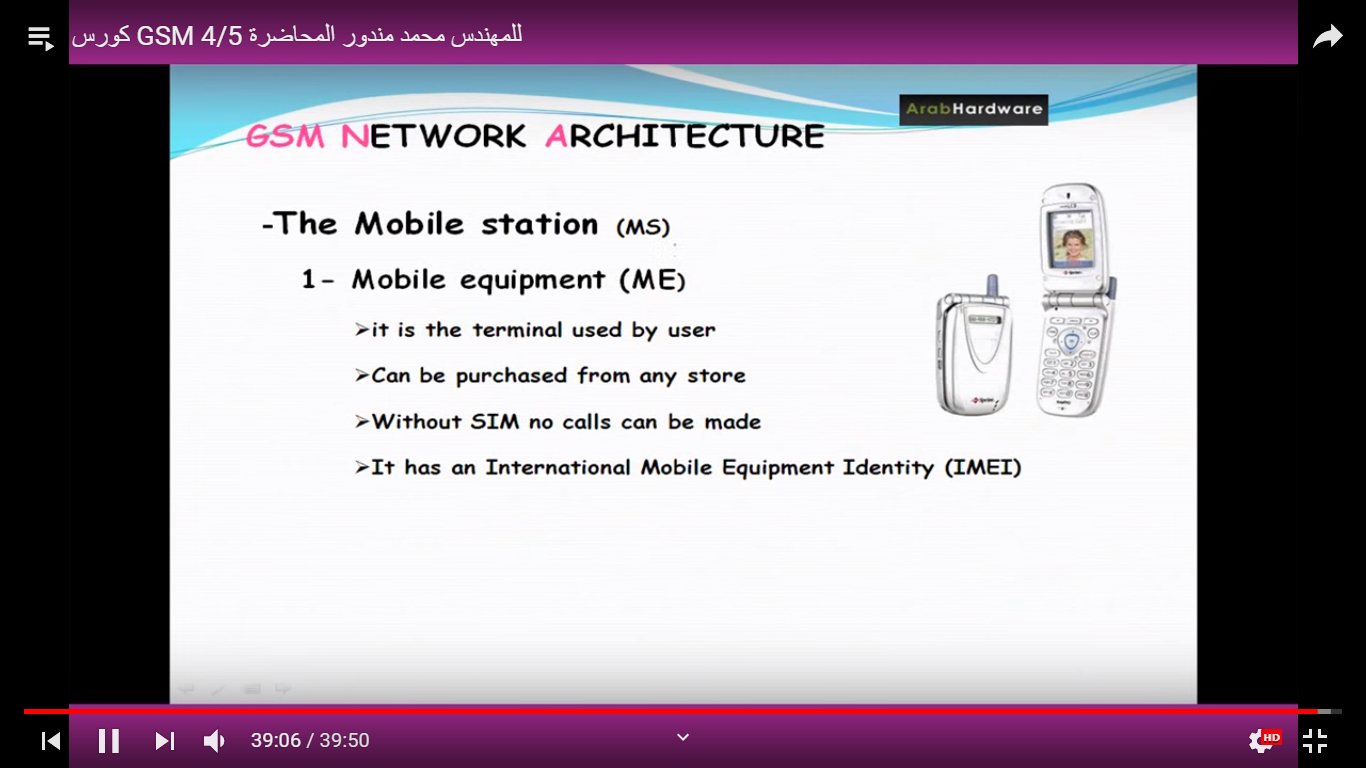 كورس GSM 4/5 للمهندس محمد مندور المحاضرة
ArabHardware
GSM NETWORK ARCHITECTURE
-The Mobile station (MS)
1- Mobile equipment (ME)
➢it is the terminal used by user
➢Can be purchased from any store
➢Without SIM no calls can be made
➢It has an International Mobile Equipment Identity (IMEI)
39:06 / 39:50
HD